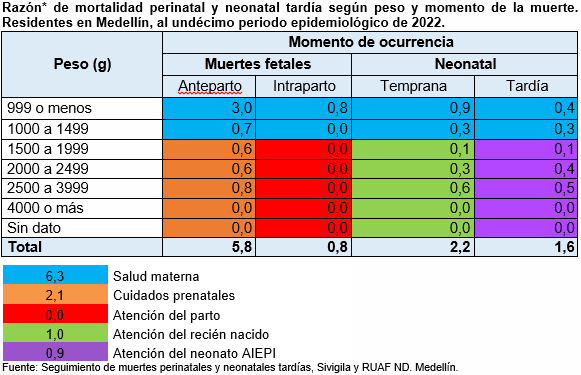 Razón* de mortalidad perinatal y neonatal tardía según peso y momento de la muerte.
Residentes en Medellín, al undécimo periodo epidemiológico de 2022.
Peso (g) Momento de ocurrencia
Muertes fetales Neonatal
Anteparto Intraparto Temprana Tardía
999 o menos 3,0 0,8 0,9 0,4
1000 a 1499 0,7 0,0 0,3 0,3
1500 a 1999 0,6 0,0 0,1 0,1
2000 a 2499 0,6 0,0 0,3 0,4
2500 a 3999 0,8 0,0 0,6 0,5
4000 o más 0,0 0,0 0,0 0,0
Sin dato 0,0 0,0 0,0 0,0
Total 5,8 0,8 2,2 1,6
6,3 Salud materna
2,1 Cuidados prenatales
0,0 Atención del parto
1,0 Atención del recién nacido
0,9 Atención del neonato AIEPI
Fuente: Seguimiento de muertes perinatales y neonatales tardías, Sivigila y RUAF ND. Medellín.